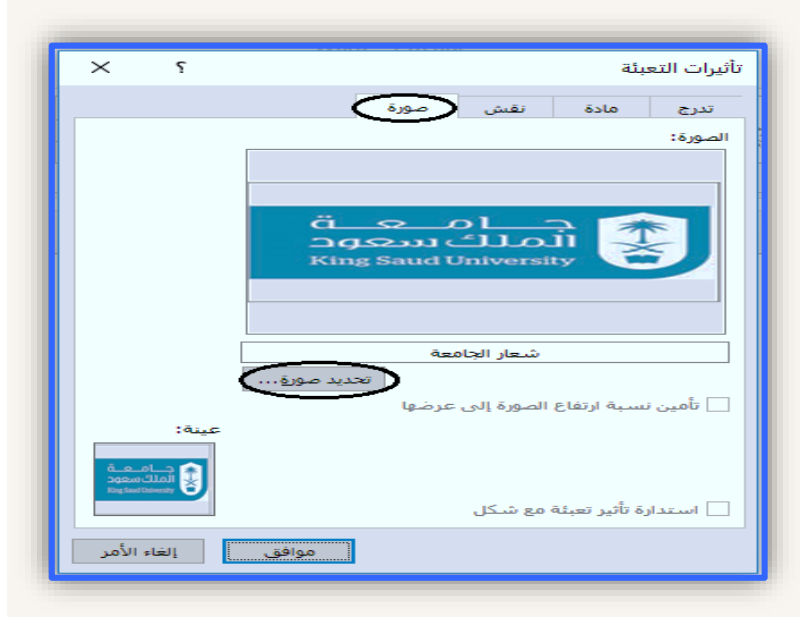 تأثيرات التعبئة ؟
تدرج مادة نقش صورة
الصورة:
جامعة
الملك سعود
King Saud University
شعار الجامعة
تحديد صورة...
تأمين نسبة ارتفاع الصورة إلى عرضها
عينة:
جامعة
الملك سعود
King Saud University
استدارة تأثير تعبئة مع شكل
موافق إلغاء الأمر